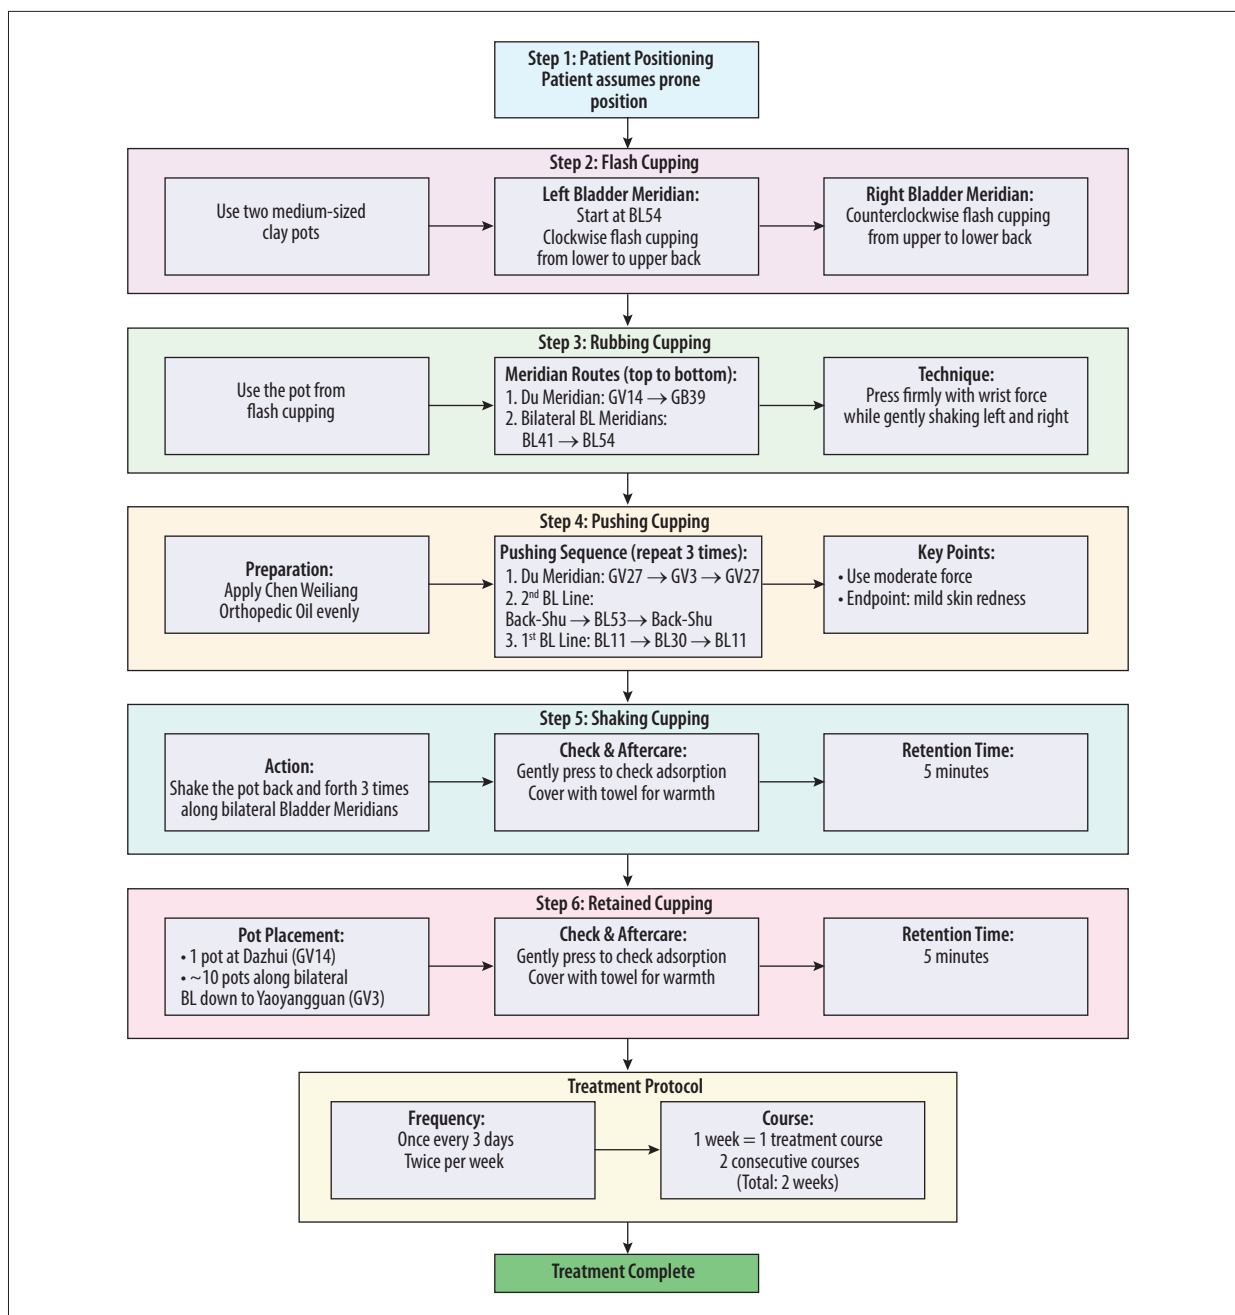 Step 1: Patient Positioning
Patient assumes prone
position
Step 2: Flash Cupping
Use two medium-sized
clay pots
Left Bladder Meridian:
Start at BL54
Clockwise flash cupping
from lower to upper back
Right Bladder Meridian:
Counterclockwise flash cupping
from upper to lower back
Step 3: Rubbing Cupping
Use the pot from
flash cupping
Meridian Routes (top to bottom):
1. Du Meridian: GV14 → GB39
2. Bilateral BL Meridians:
BL41 → BL54
Technique:
Press firmly with wrist force
while gently shaking left and right
Step 4: Pushing Cupping
Preparation:
Apply Chen Weiliang
Orthopedic Oil evenly
Pushing Sequence (repeat 3 times):
1. Du Meridian: GV27 → GV3 → GV27
2. 2nd BL Line:
Back-Shu → BL53→ Back-Shu
3. 1st BL Line: BL11 → BL30 → BL11
Key Points:
• Use moderate force
• Endpoint: mild skin redness
Step 5: Shaking Cupping
Action:
Shake the pot back and forth 3 times
along bilateral Bladder Meridians
Check & Aftercare:
Gently press to check adsorption
Cover with towel for warmth
Retention Time:
5 minutes
Step 6: Retained Cupping
Pot Placement:
• 1 pot at Dazhui (GV14)
• ~10 pots along bilateral
BL down to Yaoyangguan (GV3)
Check & Aftercare:
Gently press to check adsorption
Cover with towel for warmth
Retention Time:
5 minutes
Treatment Protocol
Frequency:
Once every 3 days
Twice per week
Course:
1 week = 1 treatment course
2 consecutive courses
(Total: 2 weeks)
Treatment Complete